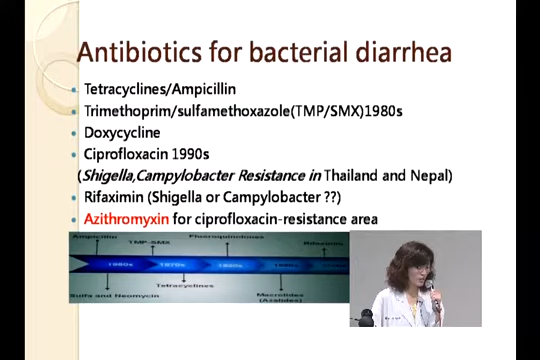 Antibiotics for bacterial diarrhea
Tetracyclines/Ampicillin
Trimethoprim/sulfamethoxazole(TMP/SMX)1980s
Doxycycline
Ciprofloxacin 1990s
(Shigella,Campylobacter Resistance in Thailand and Nepal)
Rifaximin (Shigella or Campylobacter ??)
Azithromyxin for ciprofloxacin-resistance area
Ampicillin
TMP-SMX
Fluoroquinolones
Rifaximin
Sulfa and Neomycin
Tetracyclines
Macrolides
(Azalides)